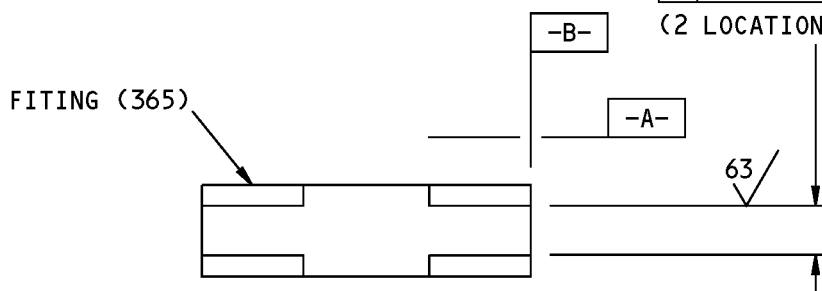 -B-
(2 LOCATION
FITING (365)
-A-
63